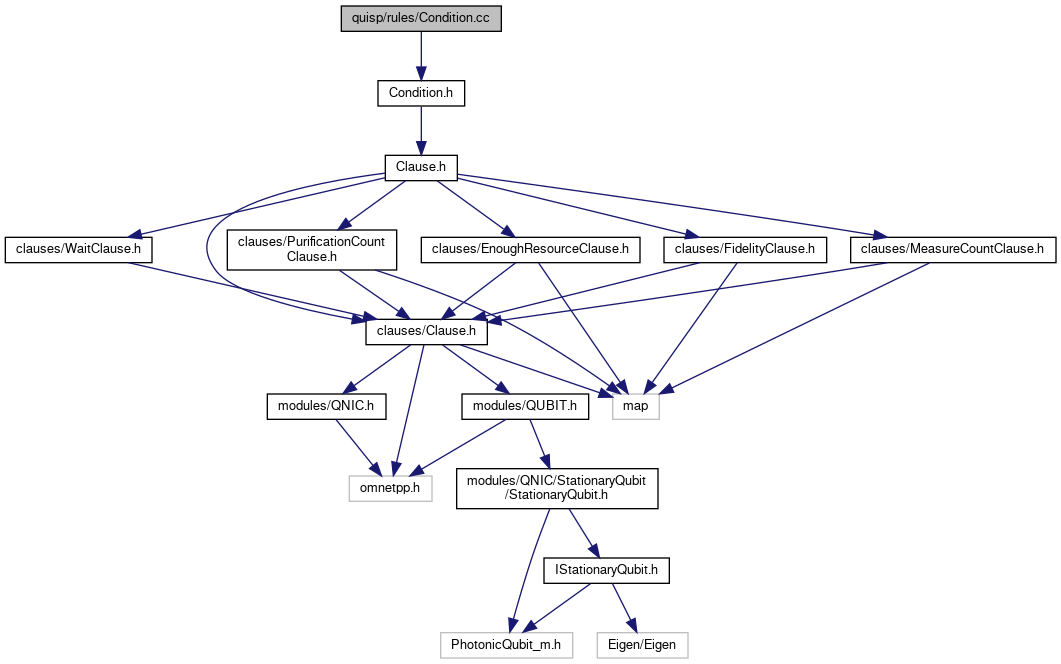 quisp/rules/Condition.cc
Condition.h
Clause.h
clauses/WaitClause.h
clauses/PurificationCount
Clause.h
clauses/EnoughResourceClause.h
clauses/FidelityClause.h
clauses/MeasureCountClause.h
clauses/Clause.h
modules/QNIC.h
modules/QUBIT.h
map
omnetpp.h
modules/QNIC/StationaryQubit
/StationaryQubit.h
IStationaryQubit.h
PhotonicQubit_m.h
Eigen/Eigen